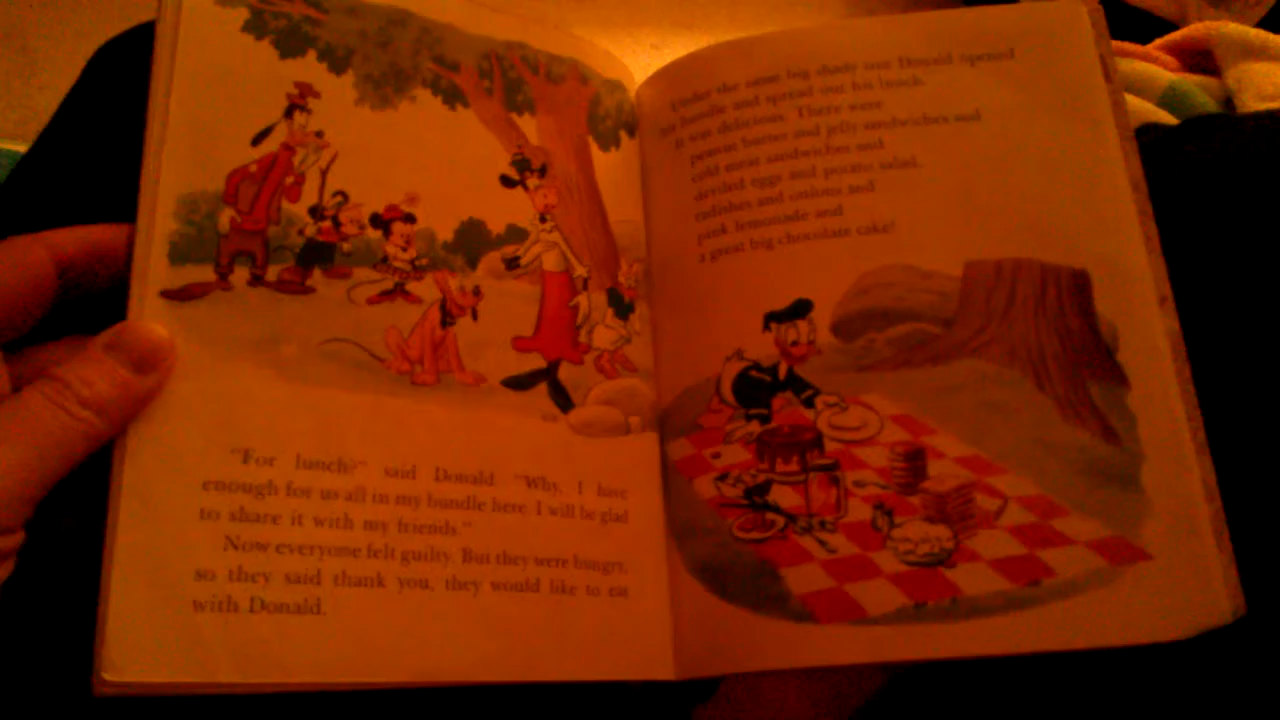 "For lunch?" said Donald. "Why, I have
enough for us all in my bundle here. I will be glad
to share it with my friends."
Now everyone felt guilty. But they were hungry,
so they said thank you, they would like to eat
with Donald.
Under the same big shady tree Donald opened
his bundle and spread out his lunch.
It was delicious. There were
peanut butter and jelly sandwiches and
cold meat sandwiches and
deviled eggs and potato salad,
radishes and onions and
pink lemonade and
a great big chocolate cake!